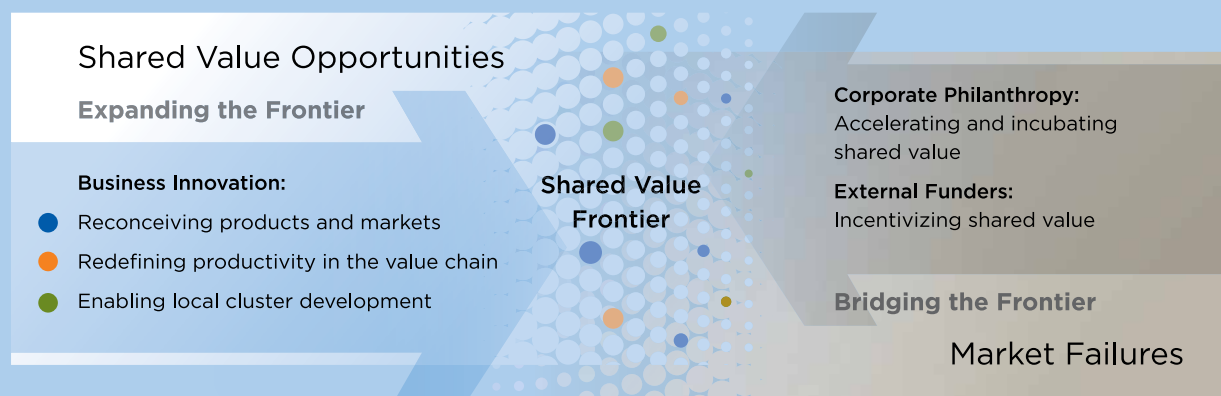 Shared Value Opportunities
Expanding the Frontier
Business Innovation:
Reconceiving products and markets
Redefining productivity in the value chain
Enabling local cluster development
Shared Value
Frontier
Corporate Philanthropy:
Accelerating and incubating
shared value
External Funders:
Incentivizing shared value
Bridging the Frontier
Market Failures